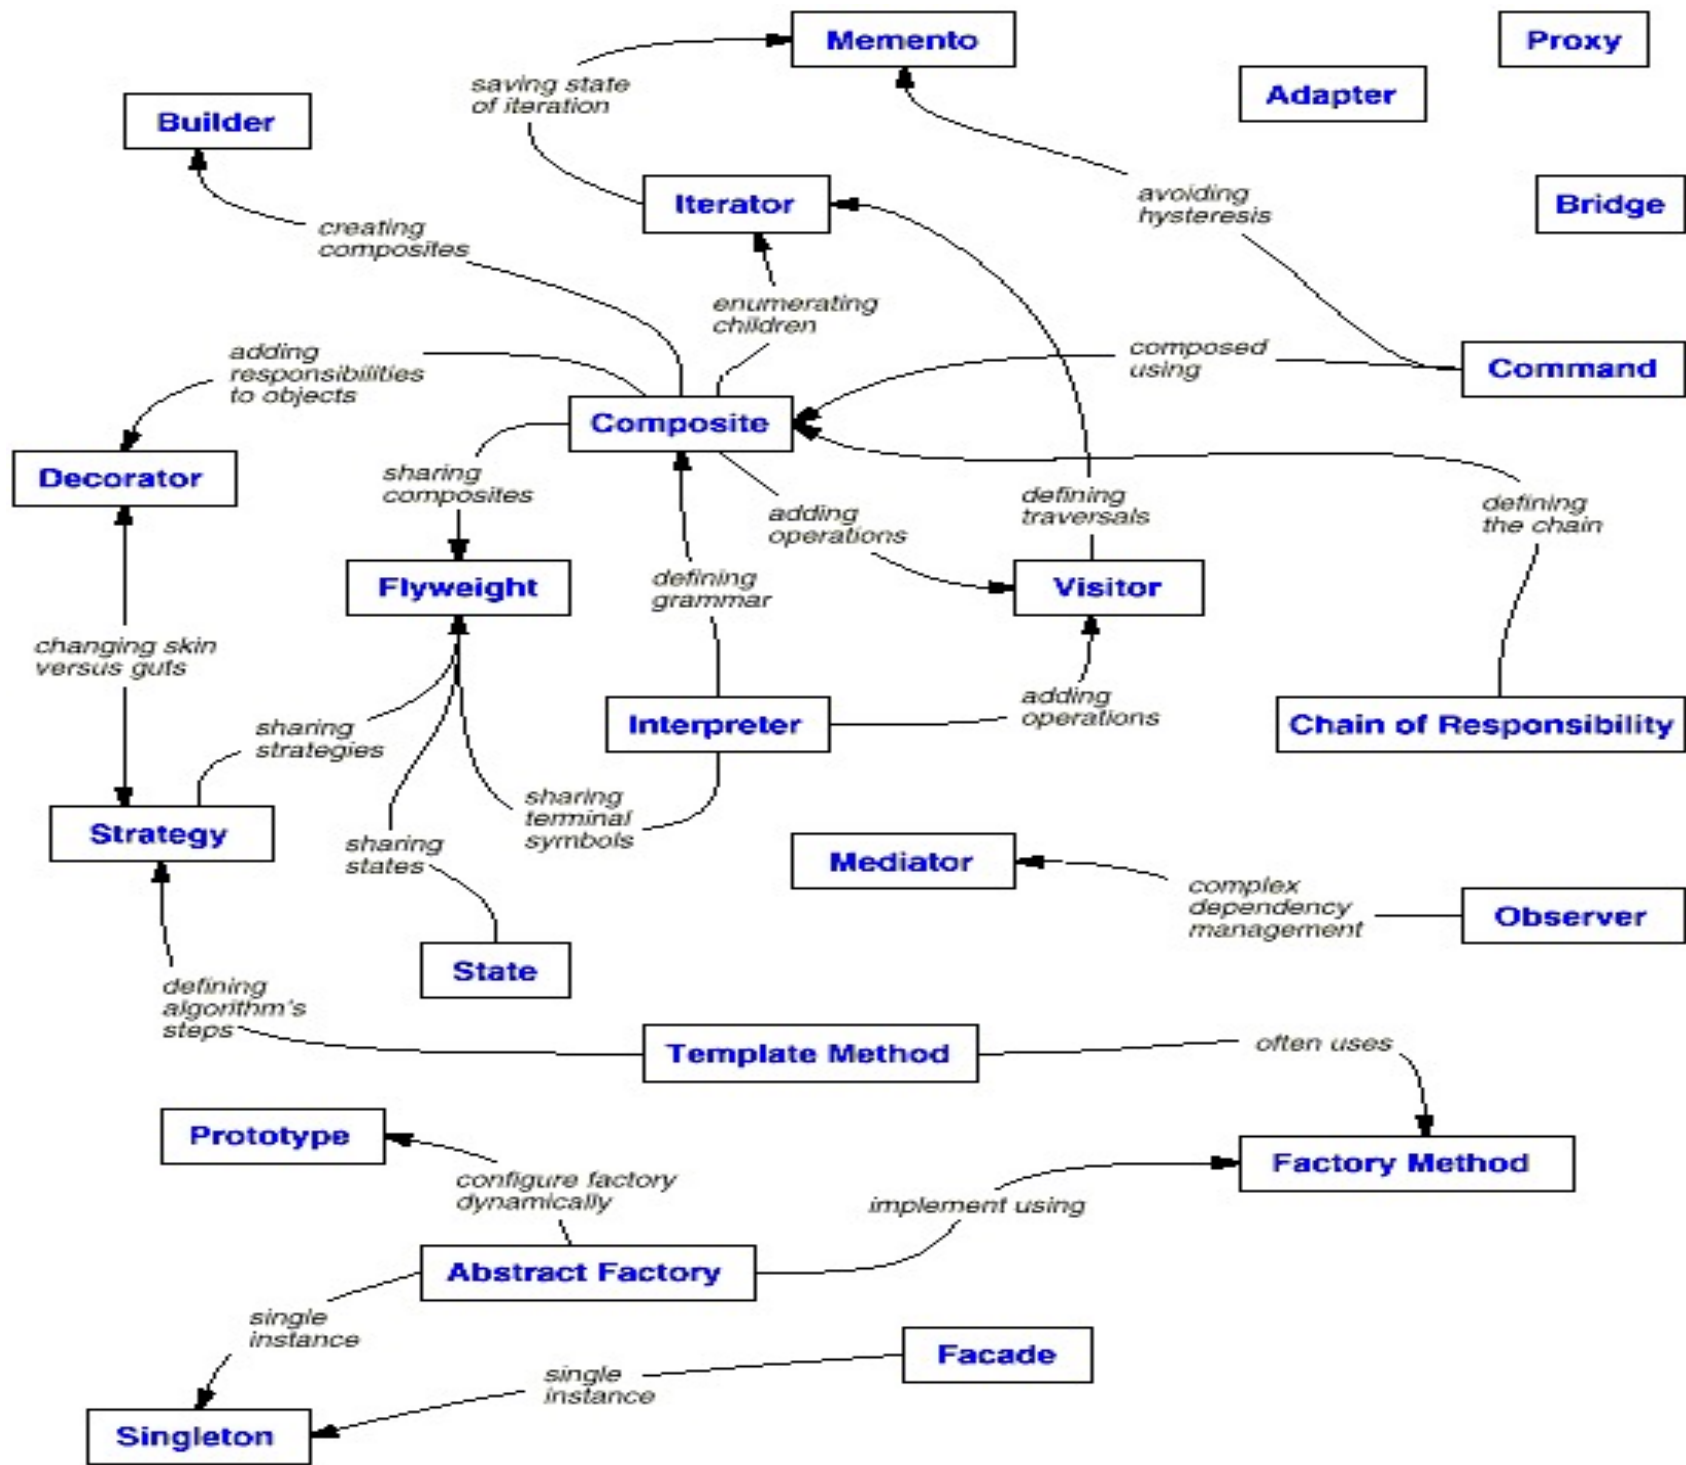 Memento
Proxy
saving state
of iteration
Adapter
Builder
Iterator
avoiding
hysteresis
Bridge
creating
composites
enumerating
children
adding
responsibilities
to objects
composed
using
Command
Composite
Decorator
sharing
composites
adding
operations
defining
traversals
defining
the chain
Flyweight
defining
grammar
Visitor
changing skin
versus guts
sharing
strategies
Interpreter
adding
operations
Chain of Responsibility
Strategy
sharing
terminal
symbols
sharing
states
Mediator
complex
dependency
management
Observer
State
defining
algorithm's
steps
Template Method
often uses
Prototype
Factory Method
configure factory
dynamically
implement using
Abstract Factory
single
instance
Facade
single
instance
Singleton